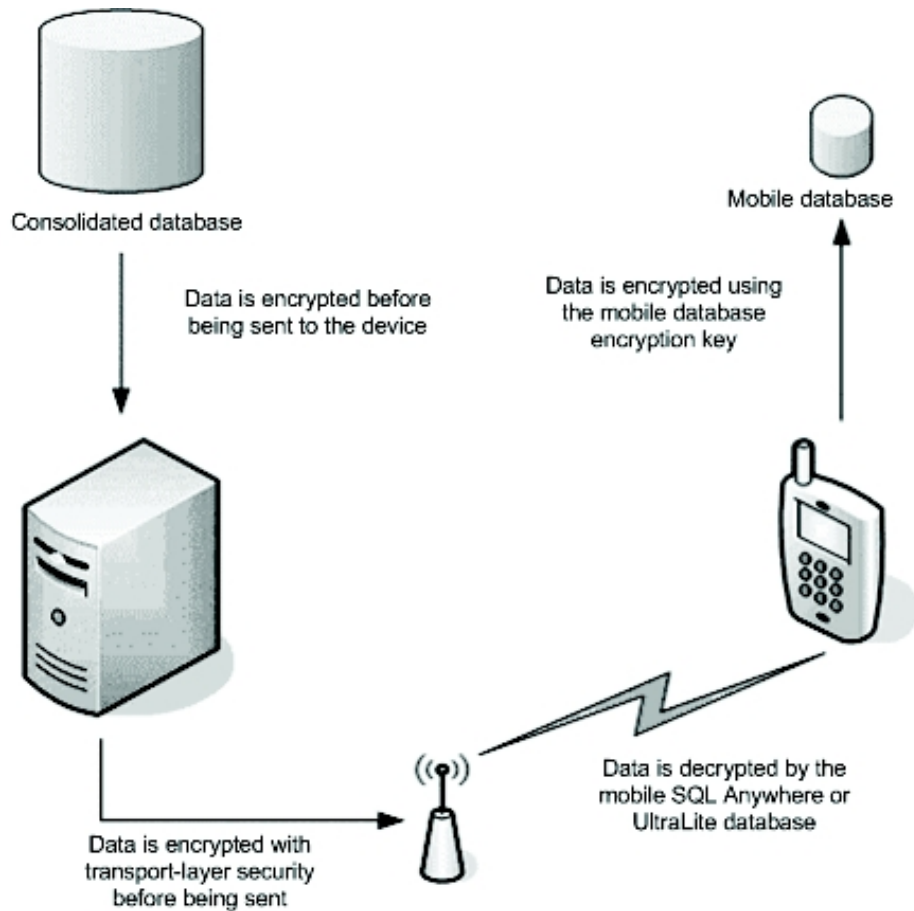 Consolidated database
Mobile database
Data is encrypted before
being sent to the device
Data is encrypted using
the mobile database
encryption key
Data is decrypted by the
mobile SQL Anywhere or
UltraLite database
Data is encrypted with
transport-layer security
before being sent